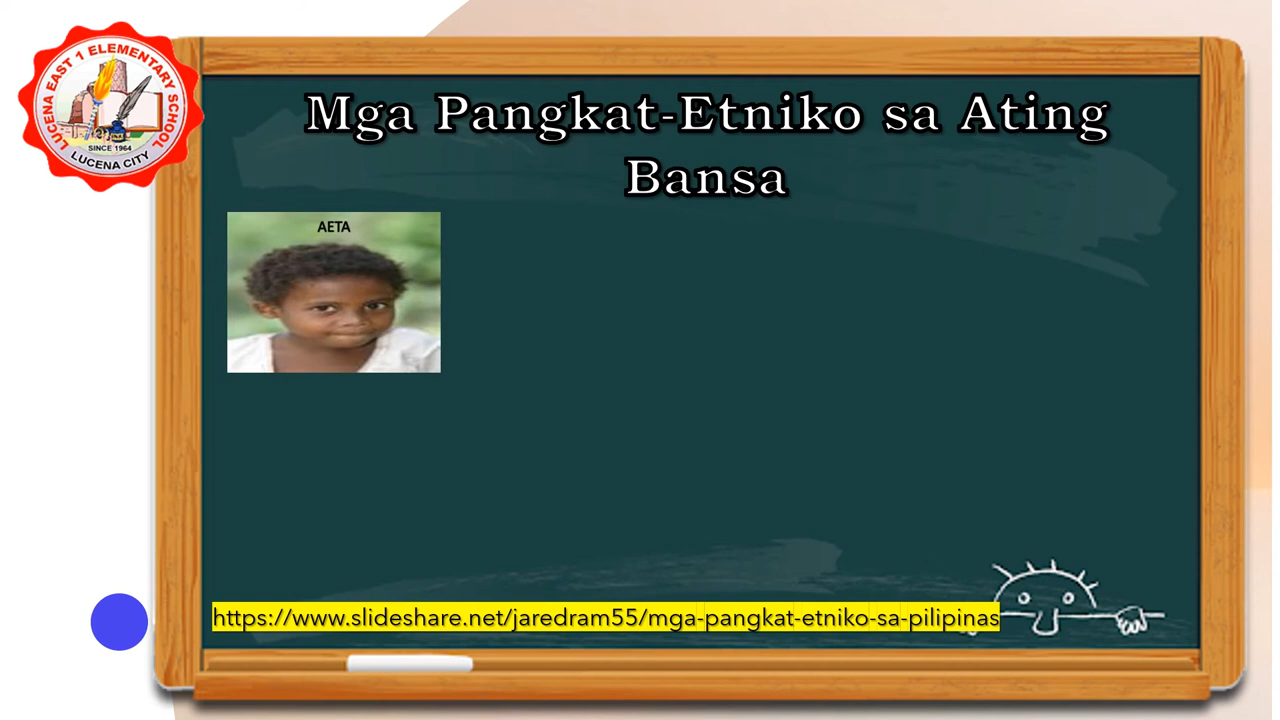 LUCENA EAST 1 ELEMENTARY SCHOOL
SINCE 1964
LUCENA CITY
Mga Pangkat-Etniko sa Ating
Bansa
AETA
https://www.slideshare.net/jaredram55/mga-pangkat-etniko-sa-pilipinas